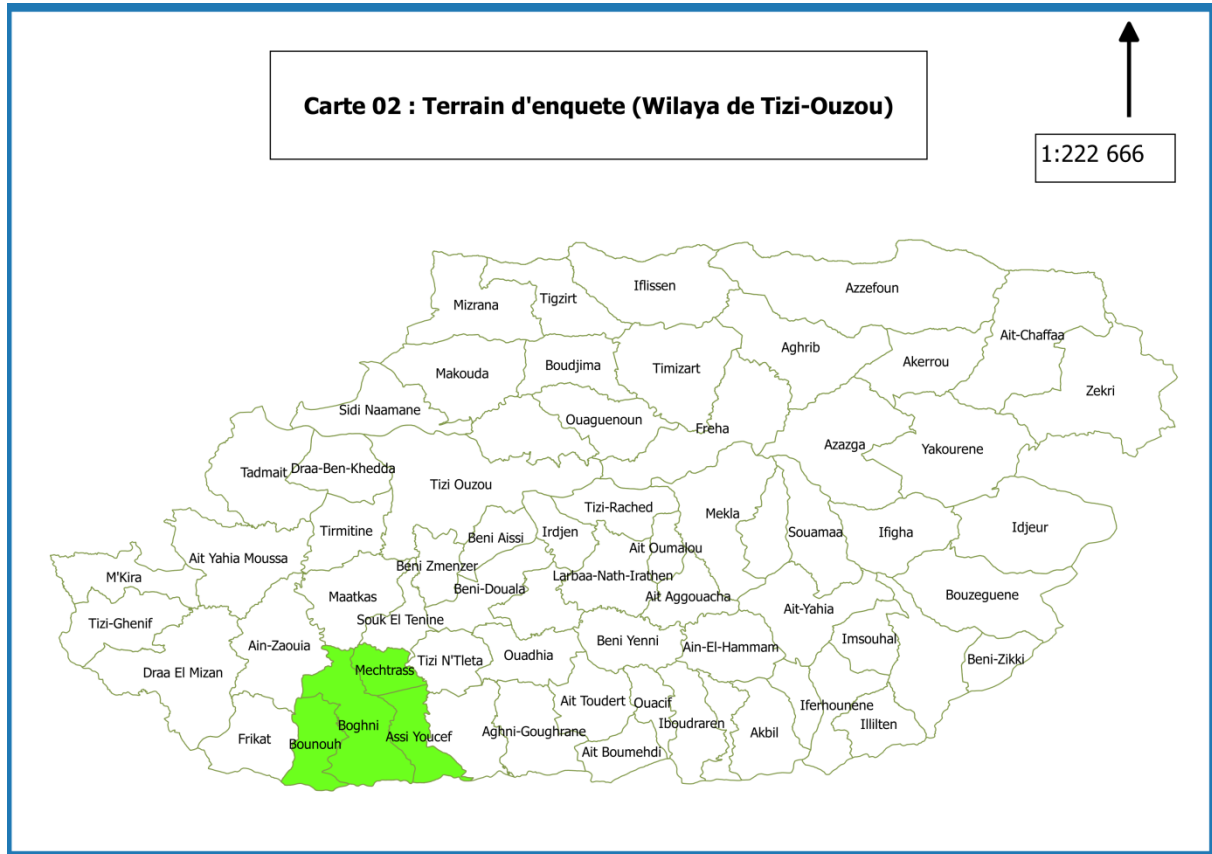 Carte 02 : Terrain d'enquete (Wilaya de Tizi-Ouzou)
1:222 666
Iflissen
Azzefoun
Tigzirt
Mizrana
Ait-Chaffaa
Aghrib
Akerrou
Boudjima
Timizart
Makouda
Zekri
Sidi Naamane
Ouaguenoun
Freha
Azazga
Yakourene
Tadmait
Draa-Ben-Khedda
Tizi Ouzou
Tizi-Rached
Mekla
Idjeur
Tirmitine
Beni Aissi
Irdjen
Souamaa
Ifigha
Ait Oumalou
Ait Yahia Moussa
Beni Zmenzer
M'Kira
Larbaa-Nath-Irathen
Beni-Douala
Maatkas
Ait Aggouacha
Bouzeguene
Ait-Yahia
Tizi-Ghenif
Souk El Tenine
Ain-Zaouia
Beni Yenni
Ain-El-Hammam
Imsouhal
Ouadhia
Tizi N'Tleta
Beni-Zikki
Mechtrass
Draa El Mizan
Ait Toudert
Ouacif
Iferhounene
Illilten
Iboudraren
Boghni
Akbil
Aghni-Goughrane
Assi Youcef
Frikat
Bounouh
Ait Boumehdi